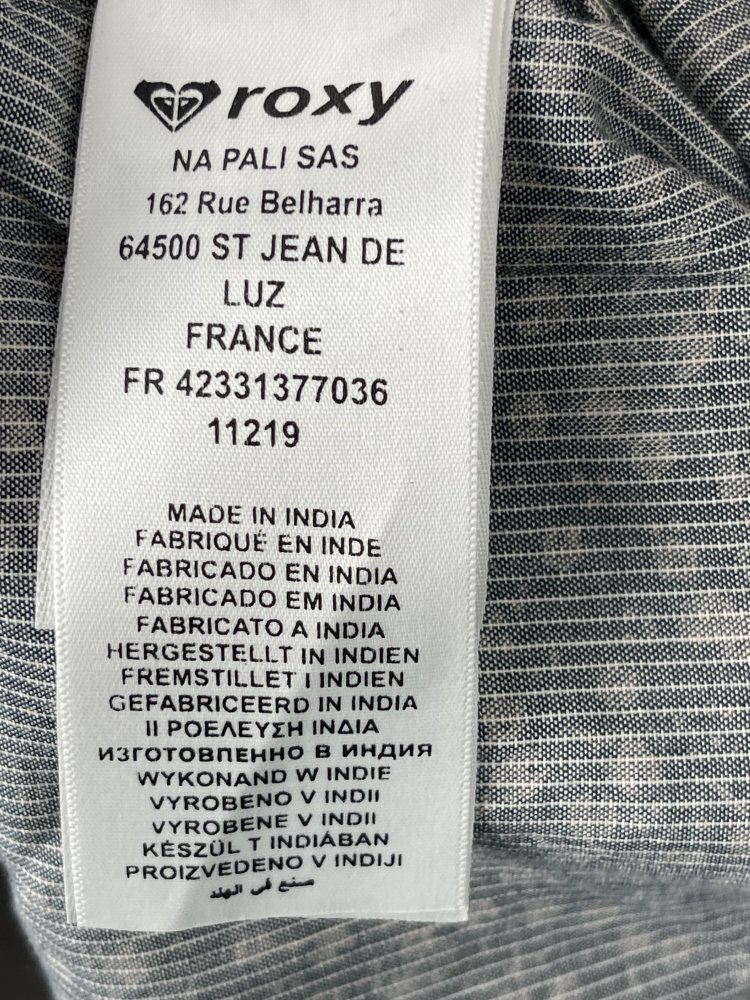 roxy
NA PALI SAS
162 Rue Belharra
64500 ST JEAN DE
LUZ
FRANCE
FR 42331377036
11219
MADE IN INDIA
FABRIQUÉ EN INDE
FABRICADO EN INDIA
FABRICADO EM INDIA
FABRICATO A INDIA
HERGESTELLT IN INDIEN
FREMSTILLET I INDIEN
GEFABRICEERD IN INDIA
II ΡΟΕΛΕΥΣΗ ΙΝΔΙΑ
ИЗГОТОВПЕННО В ИНДИЯ
WYKONAND W INDIE
VYROBENO V INDII
VYROBENE V INDII
KÉSZÜL T INDIÁBAN
PROIZVEDENO V INDIJI
صنع في الهند